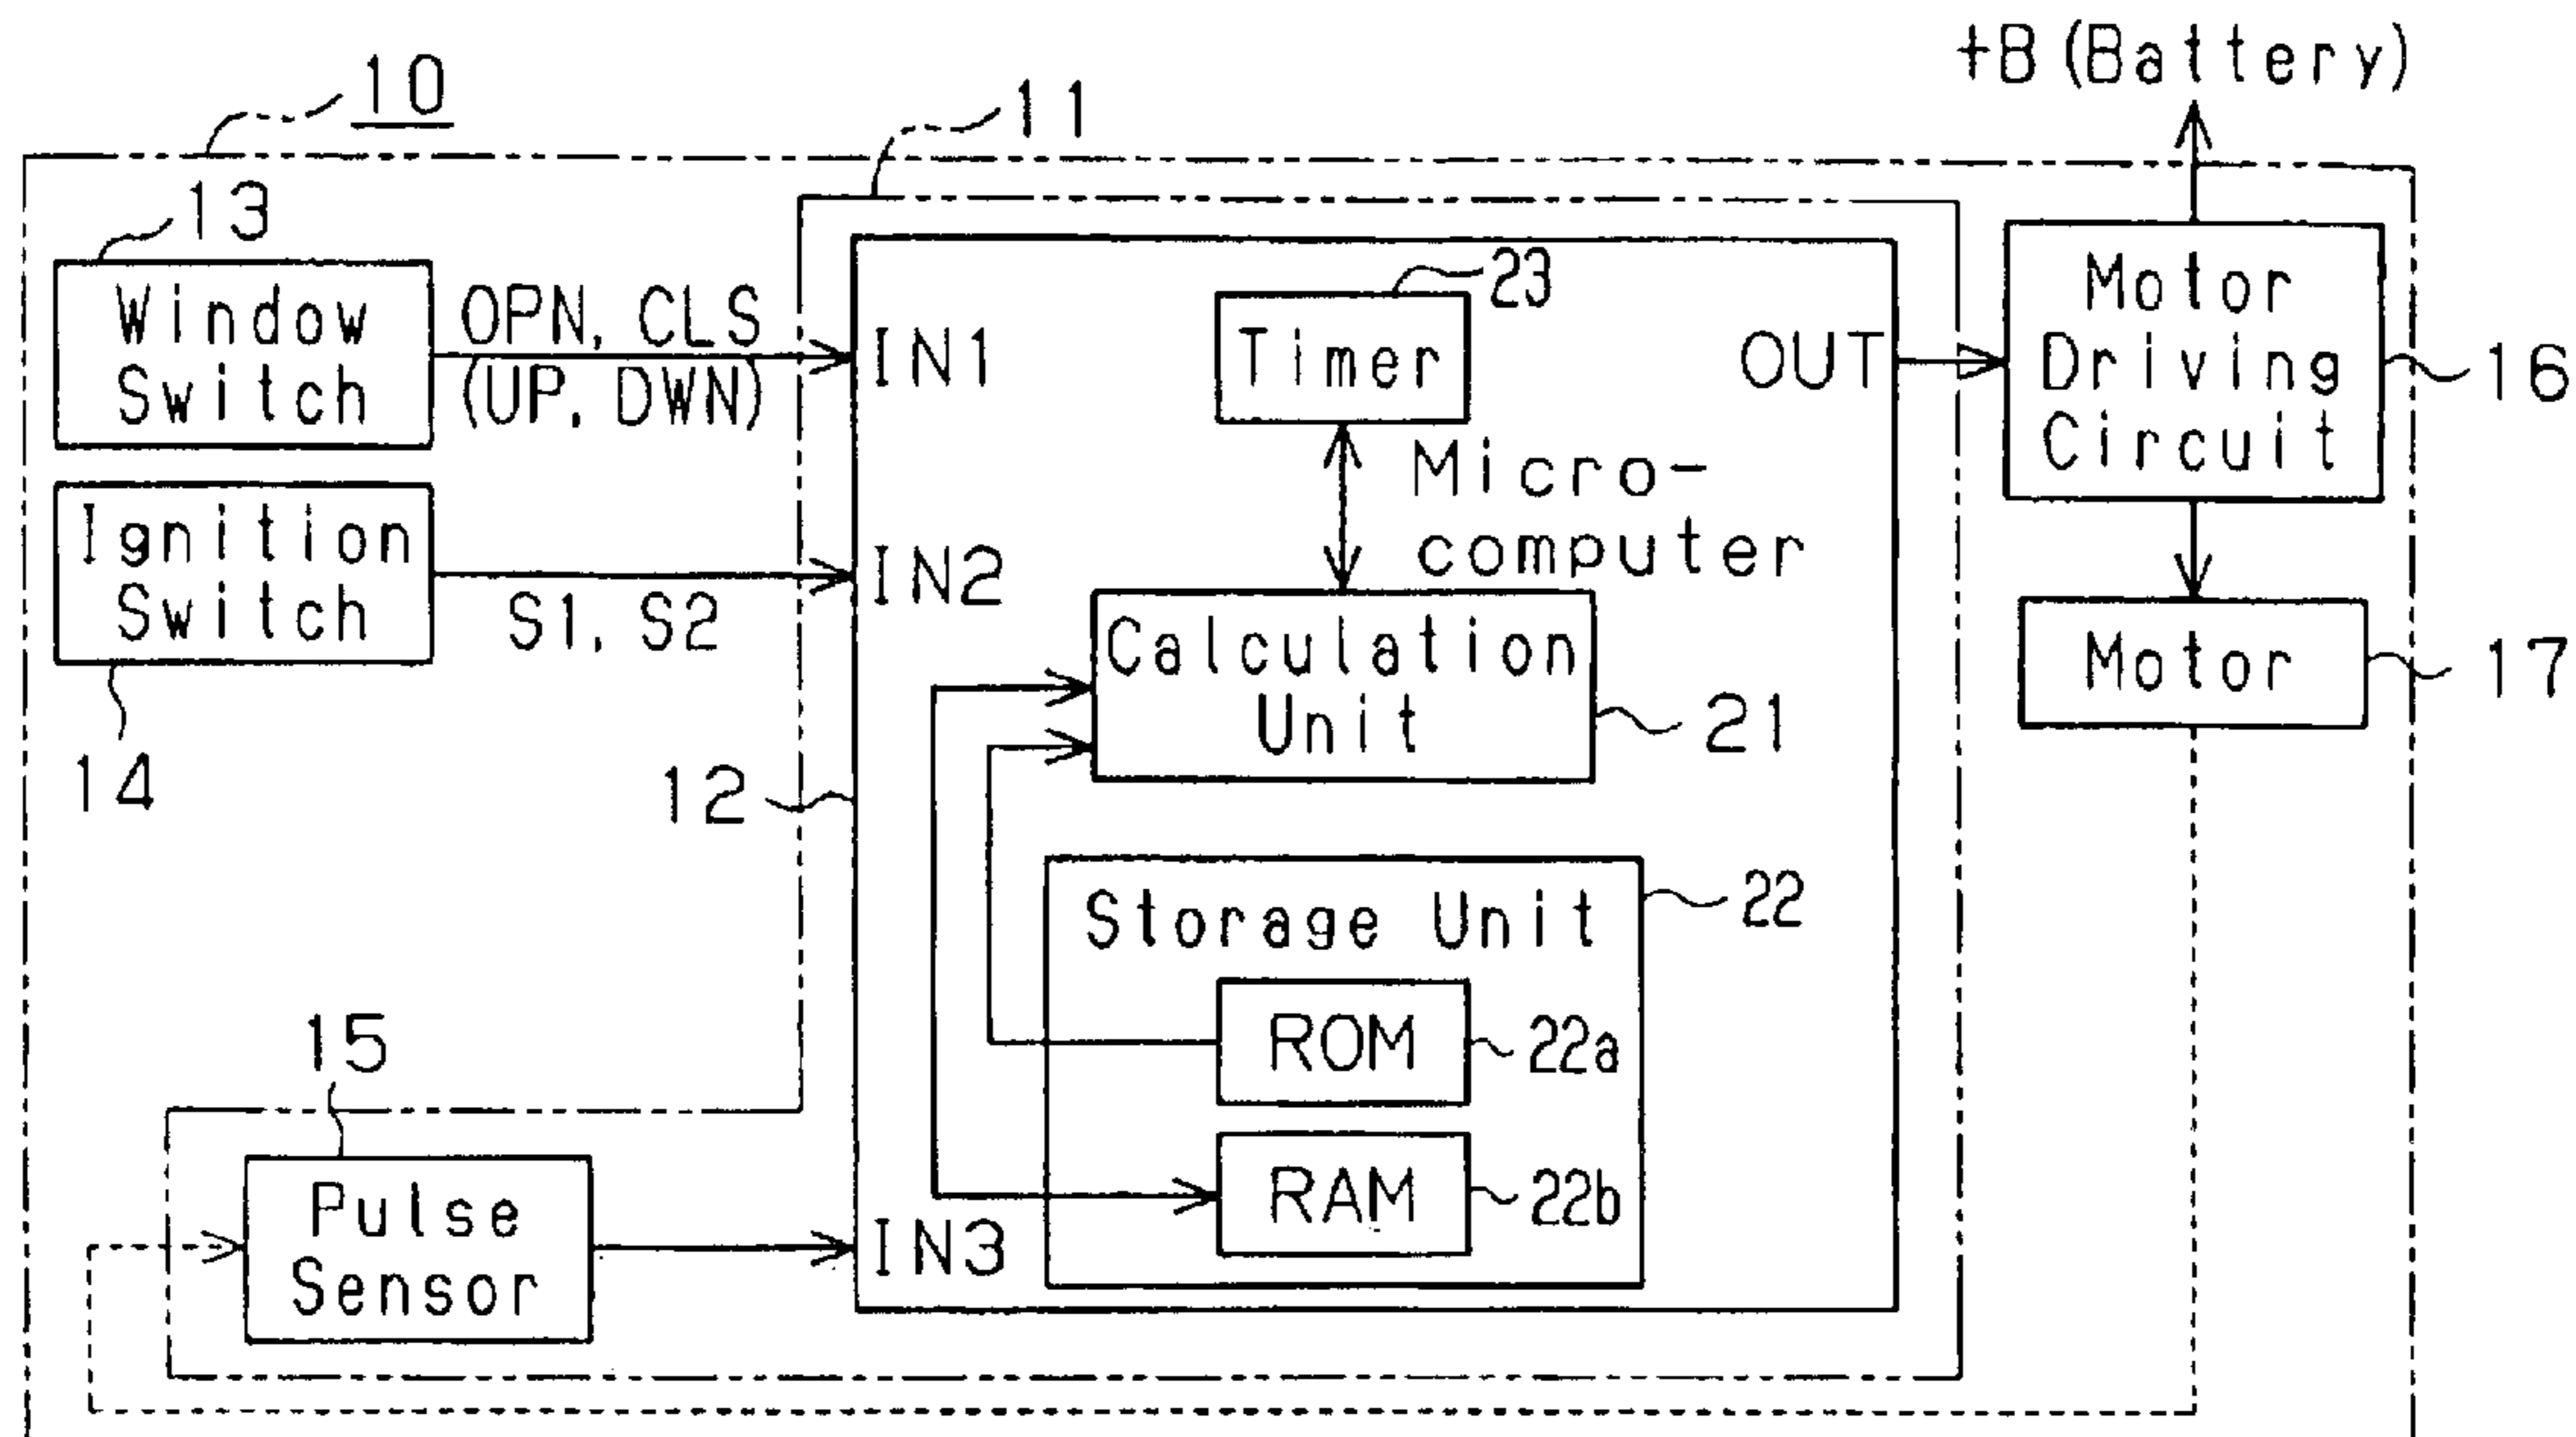 +B (Battery)
10
11
13
Window
Switch
OPN, CLS
(UP, DWN)
IN1
23
Timer
OUT
Motor
Driving
Circuit
16
Ignition
Switch
S1, S2
14
IN2
Micro-
computer
Calculation
Unit
21
Motor
17
12
Storage Unit
22
ROM
22a
RAM
22b
15
Pulse
Sensor
IN3